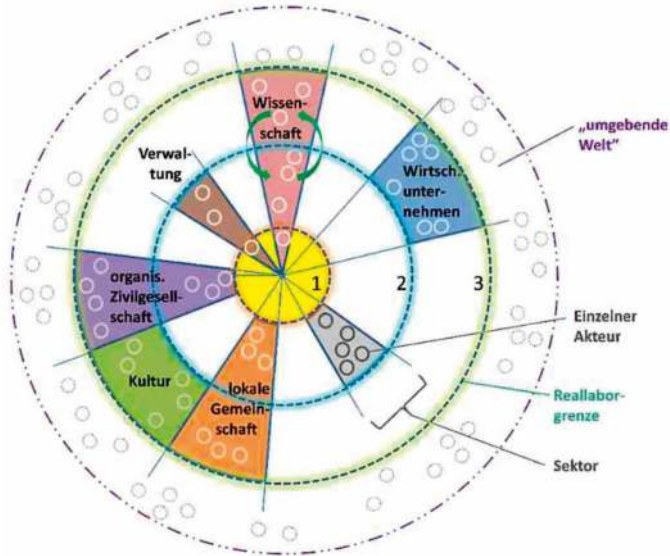 Wissen-
schaft
„umgebende
Welt"
Verwal-
tung
Wirtsch.
unter-
nehmen
organis.
Zivilgesell-
schaft
1
2
3
Einzelner
Akteur
Kultur
lokale
Gemein-
schaft
Reallabor-
grenze
Sektor